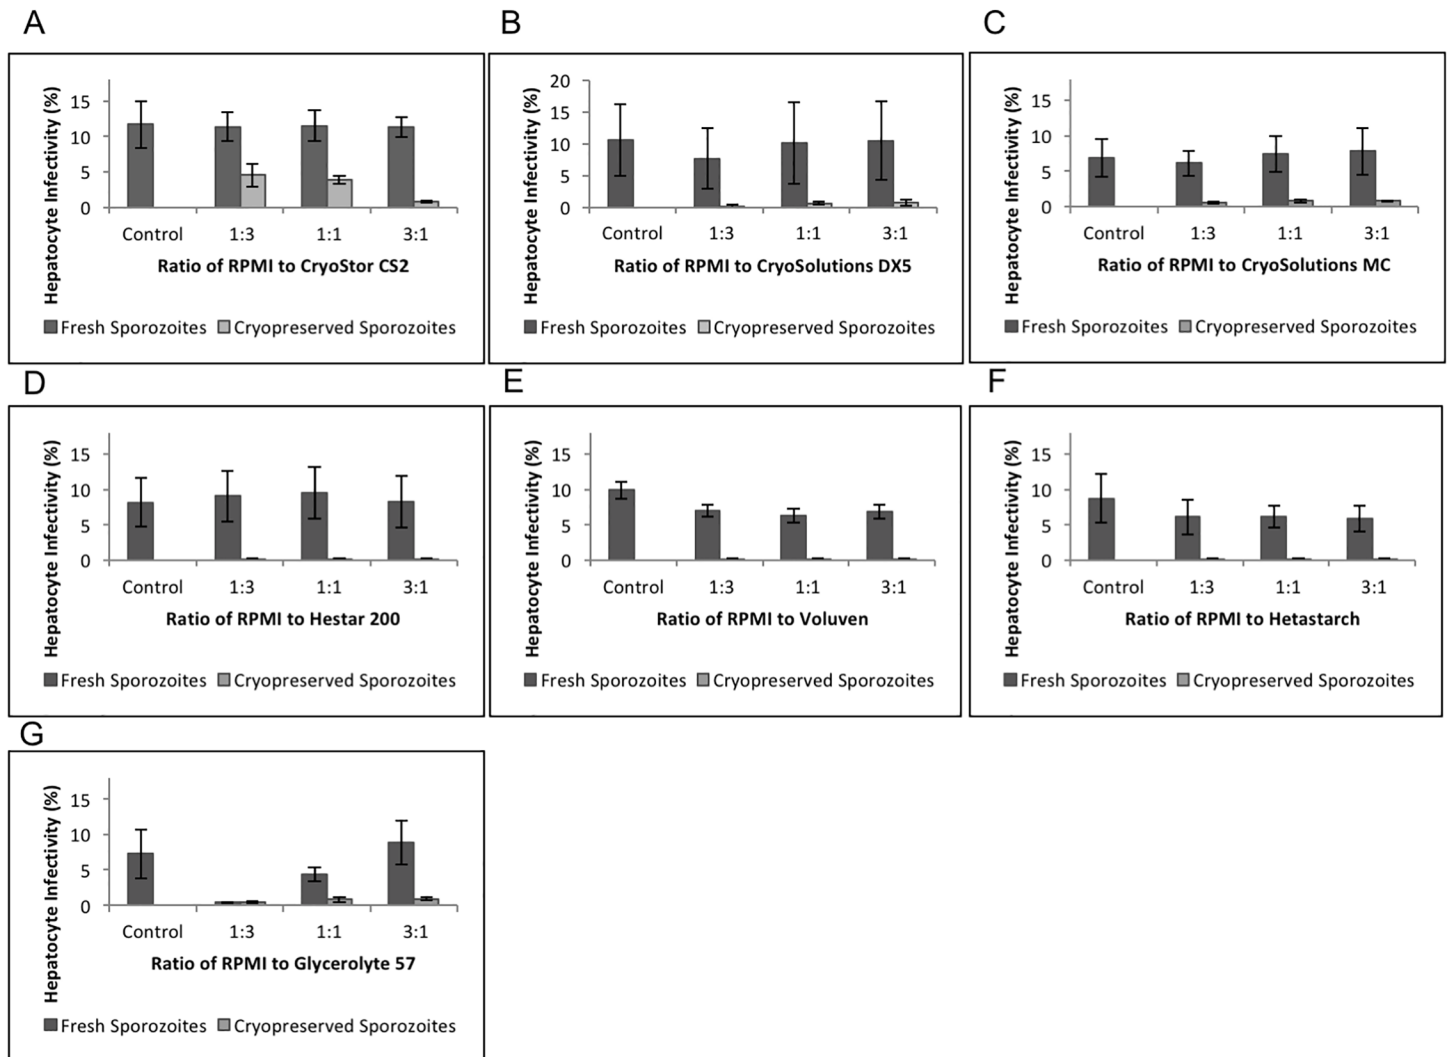 A
Hepatocyte Infectivity (%)
15
10
5
0
Control 1:3 1:1 3:1
Ratio of RPMI to CryoStor CS2
Fresh Sporozoites Cryopreserved Sporozoites
B
Hepatocyte Infectivity (%)
20
15
10
5
0
Control 1:3 1:1 3:1
Ratio of RPMI to CryoSolutions DX5
Fresh Sporozoites Cryopreserved Sporozoites
C
Hepatocyte Infectivity (%)
15
10
5
0
Control 1:3 1:1 3:1
Ratio of RPMI to CryoSolutions MC
Fresh Sporozoites Cryopreserved Sporozoites
D
Hepatocyte Infectivity (%)
15
10
5
0
Control 1:3 1:1 3:1
Ratio of RPMI to Hestar 200
Fresh Sporozoites Cryopreserved Sporozoites
E
Hepatocyte Infectivity (%)
15
10
5
0
Control 1:3 1:1 3:1
Ratio of RPMI to Voluven
Fresh Sporozoites Cryopreserved Sporozoites
F
Hepatocyte Infectivity (%)
15
10
5
0
Control 1:3 1:1 3:1
Ratio of RPMI to Hetastarch
Fresh Sporozoites Cryopreserved Sporozoites
G
Hepatocyte Infectivity (%)
15
10
5
0
Control 1:3 1:1 3:1
Ratio of RPMI to Glycerolyte 57
Fresh Sporozoites Cryopreserved Sporozoites